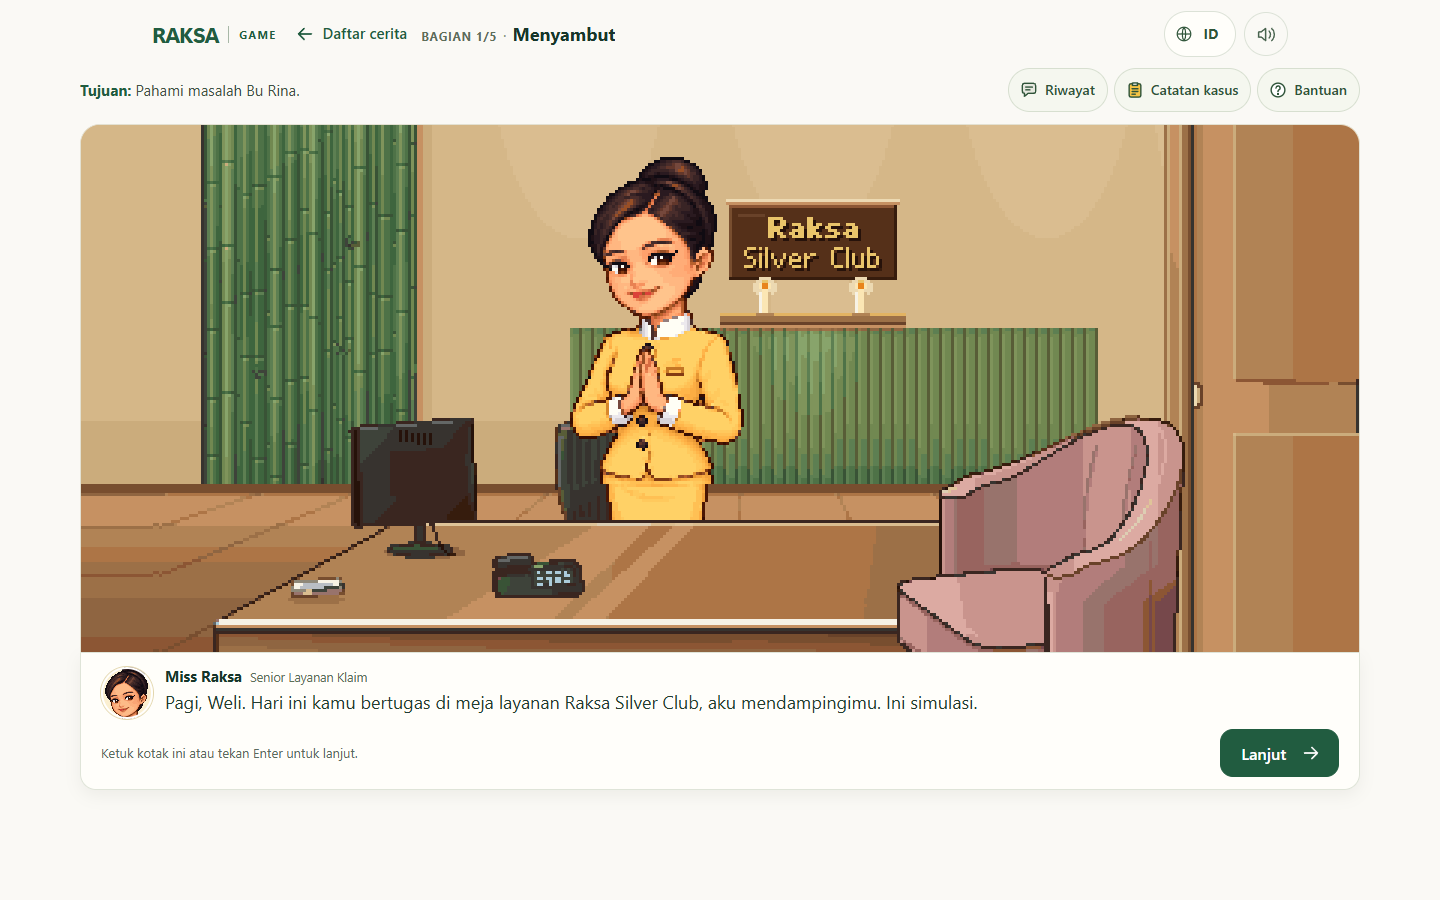 RAKSA GAME Daftar cerita BAGIAN 1/5 · Menyambut ID
Tujuan: Pahami masalah Bu Rina. Riwayat Catatan kasus Bantuan
Raksa
Silver Club
Miss Raksa Senior Layanan Klaim
Pagi, Weli. Hari ini kamu bertugas di meja layanan Raksa Silver Club, aku mendampingimu. Ini simulasi.
Ketuk kotak ini atau tekan Enter untuk lanjut. Lanjut